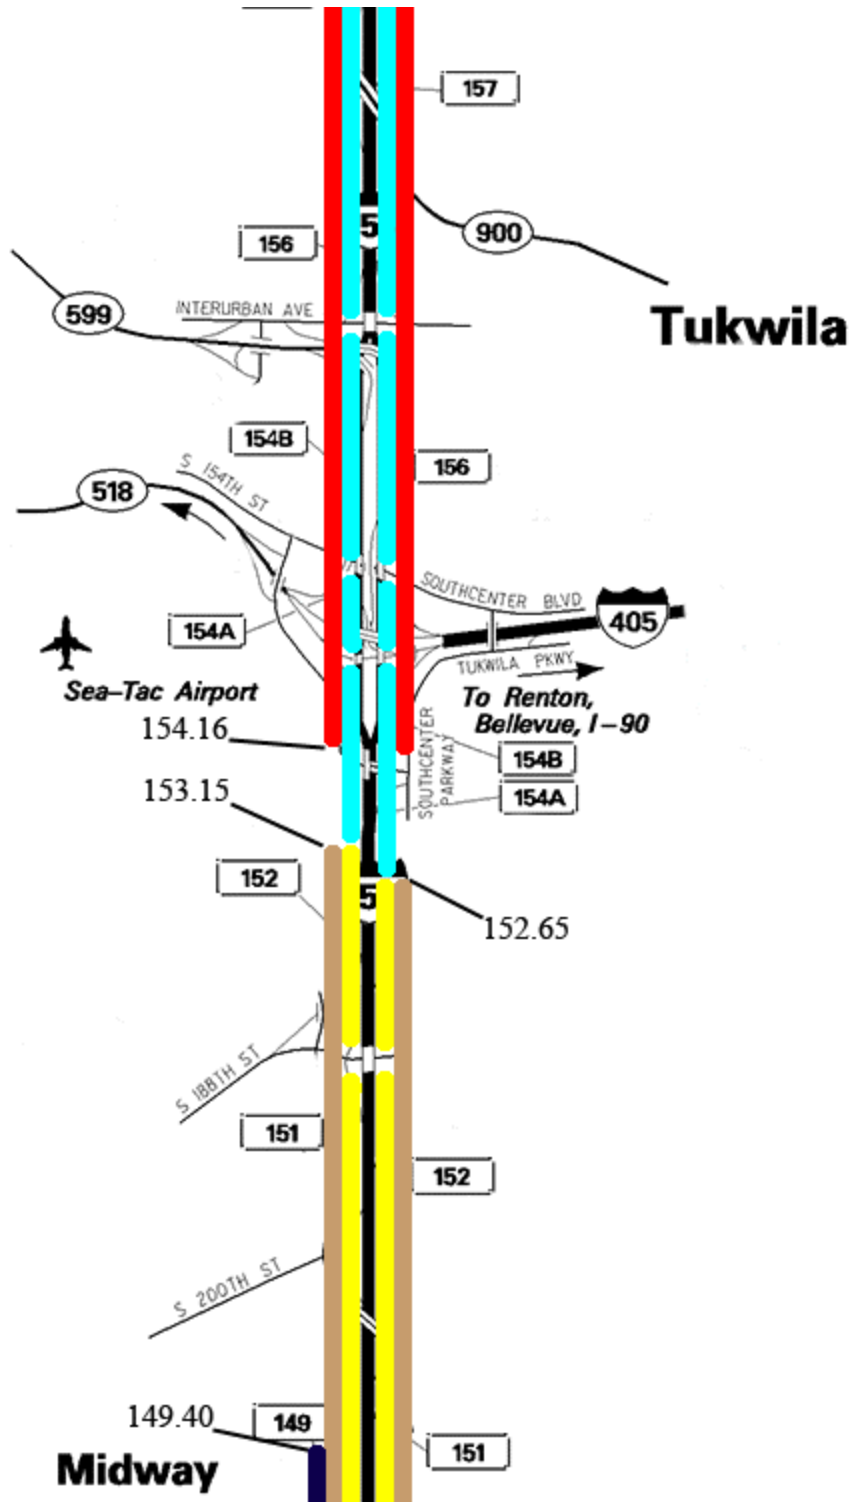 157
5
900
156
599
INTERURBAN AVE
Tukwila
154B
156
S 154TH ST
518
SOUTHCENTER BLVD
405
154A
TUKWILA PKWY
Sea-Tac Airport
To Renton,
Bellevue, I-90
154.16
SOUTHCENTER
PARKWAY
154B
153.15
154A
152
5
152.65
S 188TH ST
151
152
S 200TH ST
149.40
149
151
Midway